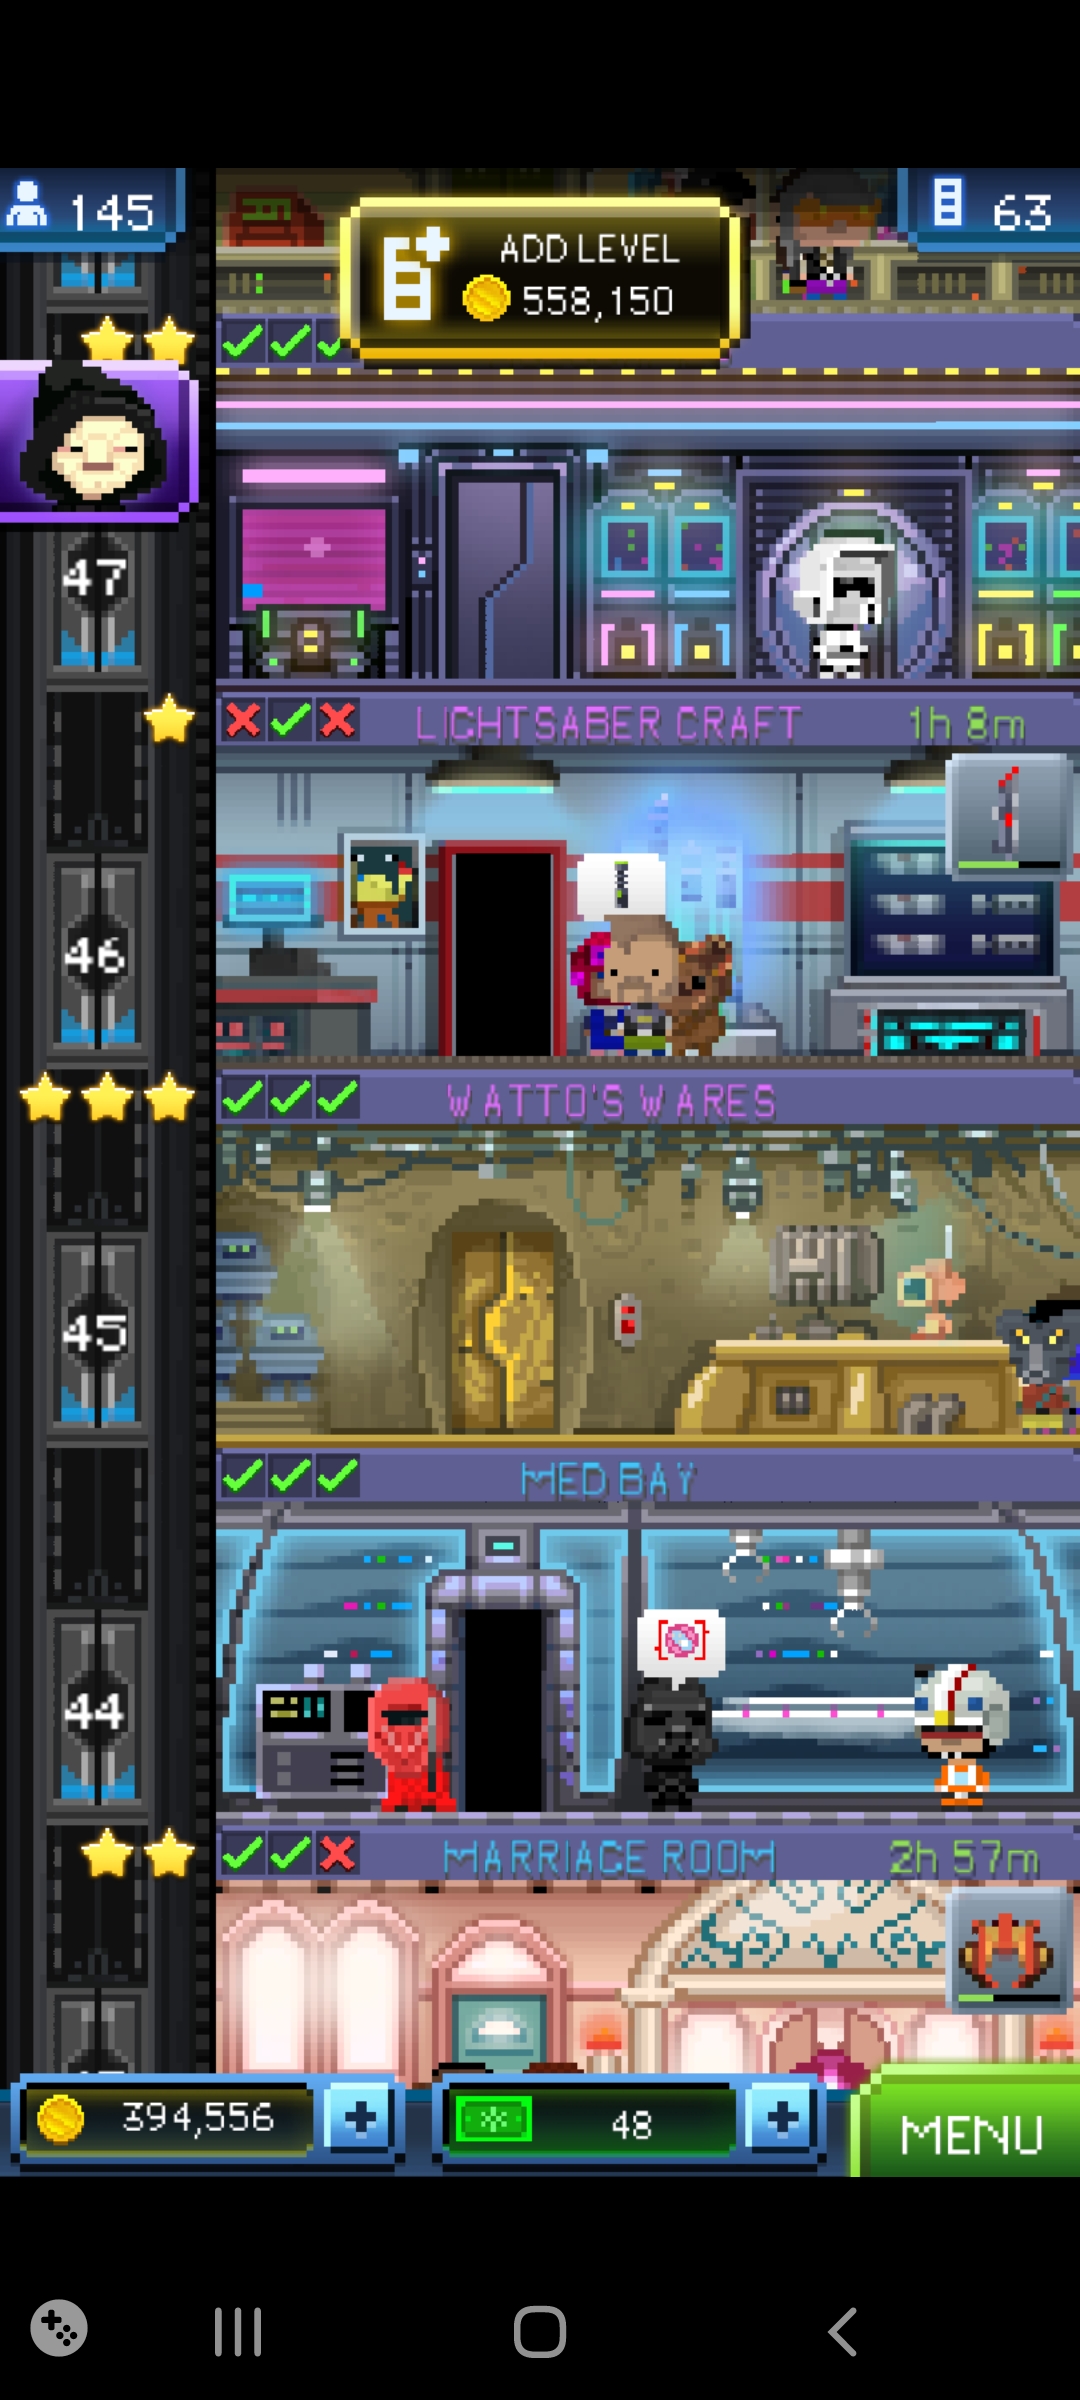 145
ADD LEVEL
558,150
63
47
LIGHTSABER CRAFT
1h 8m
46
WATTO'S WARES
45
MED BAY
44
MARRIAGE ROOM
2h 57m
394,556
48
MENU